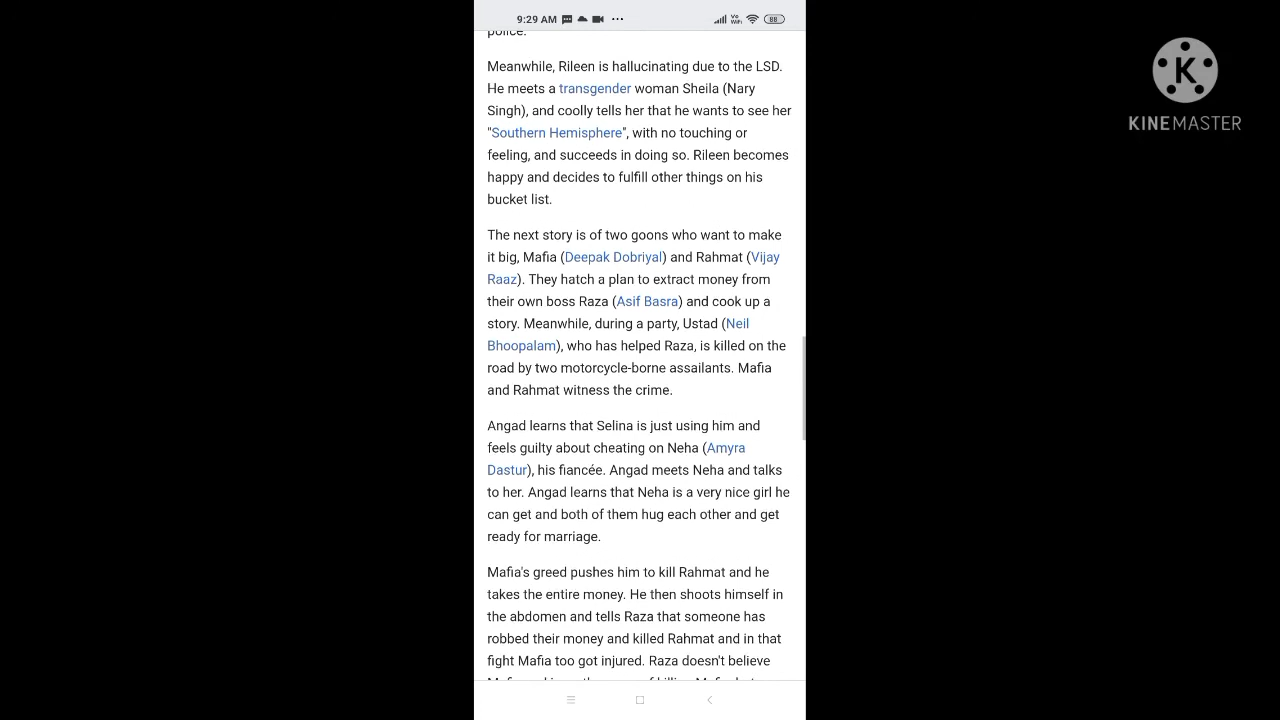 9:29 AM
Vo
WiFi
88
police.
Meanwhile, Rileen is hallucinating due to the LSD.
He meets a transgender woman Sheila (Nary
Singh), and coolly tells her that he wants to see her
"Southern Hemisphere", with no touching or
feeling, and succeeds in doing so. Rileen becomes
happy and decides to fulfill other things on his
bucket list.
The next story is of two goons who want to make
it big, Mafia (Deepak Dobriyal) and Rahmat (Vijay
Raaz). They hatch a plan to extract money from
their own boss Raza (Asif Basra) and cook up a
story. Meanwhile, during a party, Ustad (Neil
Bhoopalam), who has helped Raza, is killed on the
road by two motorcycle-borne assailants. Mafia
and Rahmat witness the crime.
Angad learns that Selina is just using him and
feels guilty about cheating on Neha (Amyra
Dastur), his fiancée. Angad meets Neha and talks
to her. Angad learns that Neha is a very nice girl he
can get and both of them hug each other and get
ready for marriage.
Mafia's greed pushes him to kill Rahmat and he
takes the entire money. He then shoots himself in
the abdomen and tells Raza that someone has
robbed their money and killed Rahmat and in that
fight Mafia too got injured. Raza doesn't believe
K
KINEMASTER